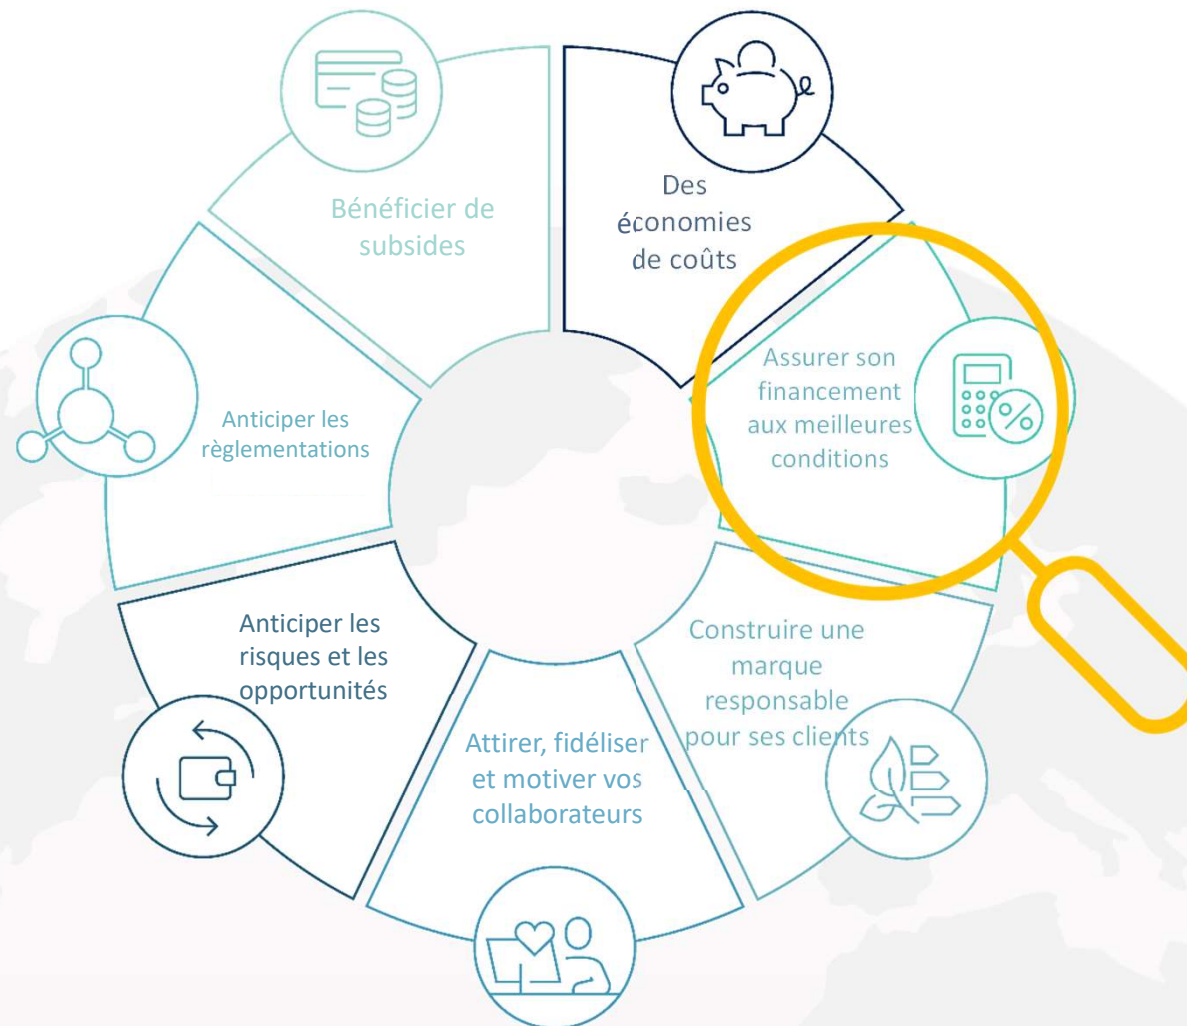 Des
économies
de coûts
Assurer son
financement
aux meilleures
conditions
%
Construire une
marque
responsable
pour ses clients
Attirer, fidéliser
et motiver vos
collaborateurs
Anticiper les
risques et les
opportunités
Anticiper les
règlementations
Bénéficier de
subsides